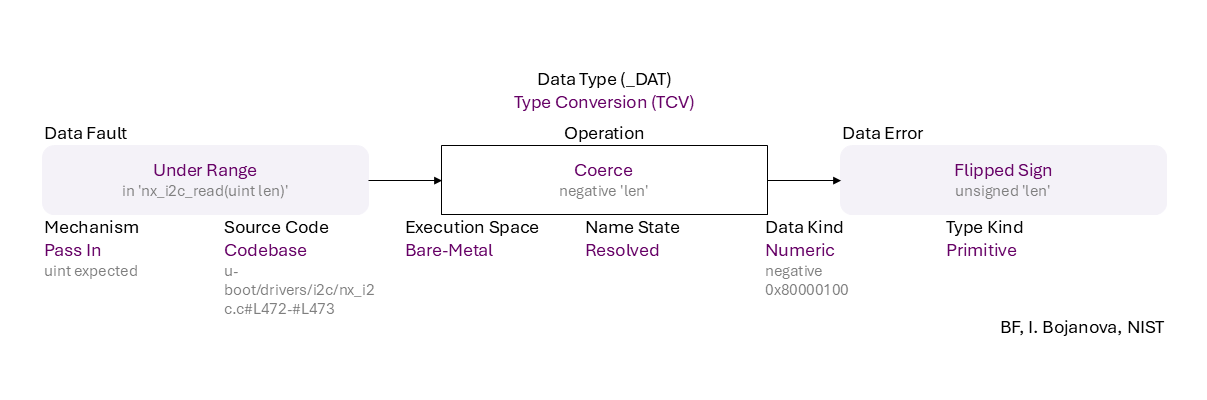 Data Type (_DAT)
Type Conversion (TCV)
Data Fault
Operation
Data Error
Under Range
in 'nx_i2c_read(uint len)'
Coerce
negative 'len'
Flipped Sign
unsigned 'len'
Mechanism
Pass In
uint expected
Source Code
Codebase
u-
boot/drivers/i2c/nx_i2
c.c#L472-#L473
Execution Space
Bare-Metal
Name State
Resolved
Data Kind
Numeric
negative
0x80000100
Type Kind
Primitive
BF, I. Bojanova, NIST